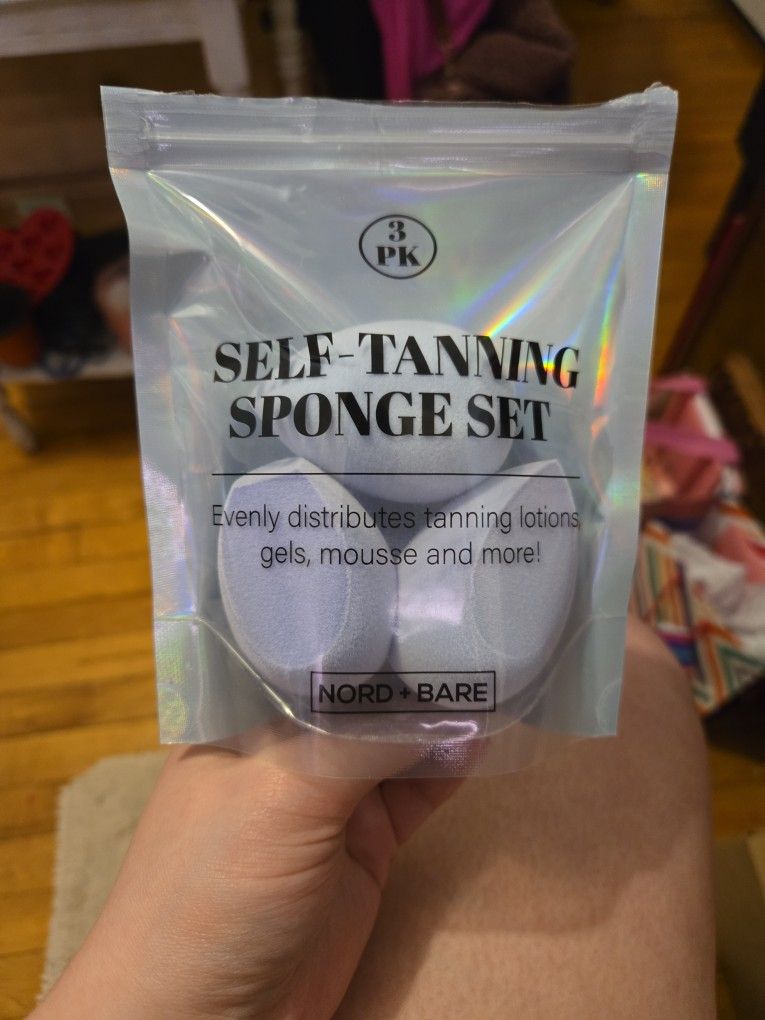 3
PK
SELF-TANNING
SPONGE SET
Evenly distributes tanning lotions,
gels, mousse and more!
NORD + BARE